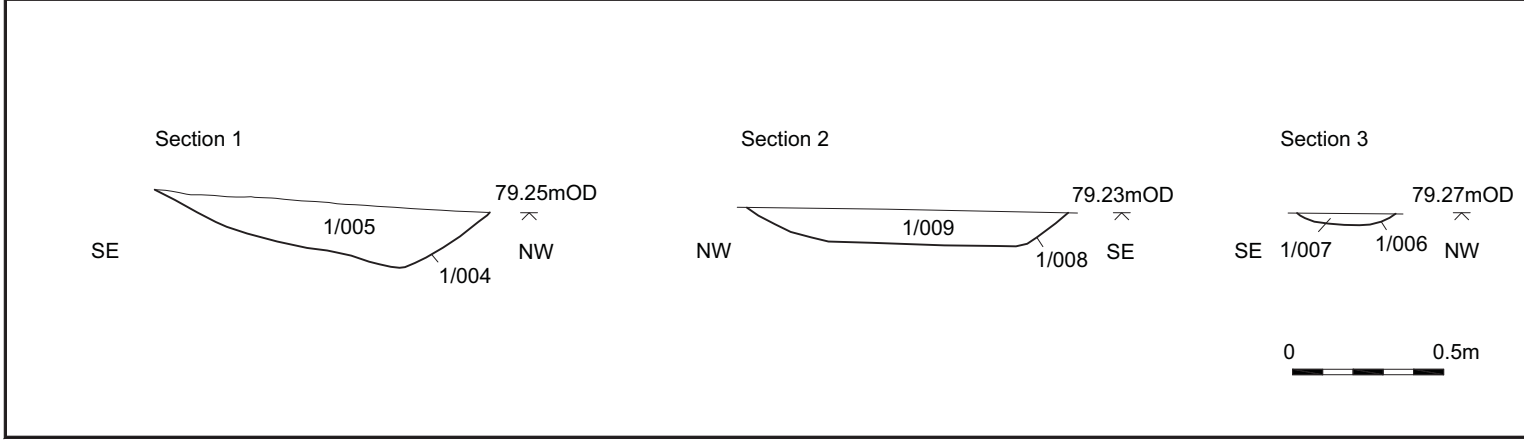 Section 1
79.25mOD
1/005
SE
NW
1/004
Section 2
79.23mOD
1/009
NW
1/008
SE
Section 3
79.27mOD
SE
1/007
1/006
NW
0 0.5m